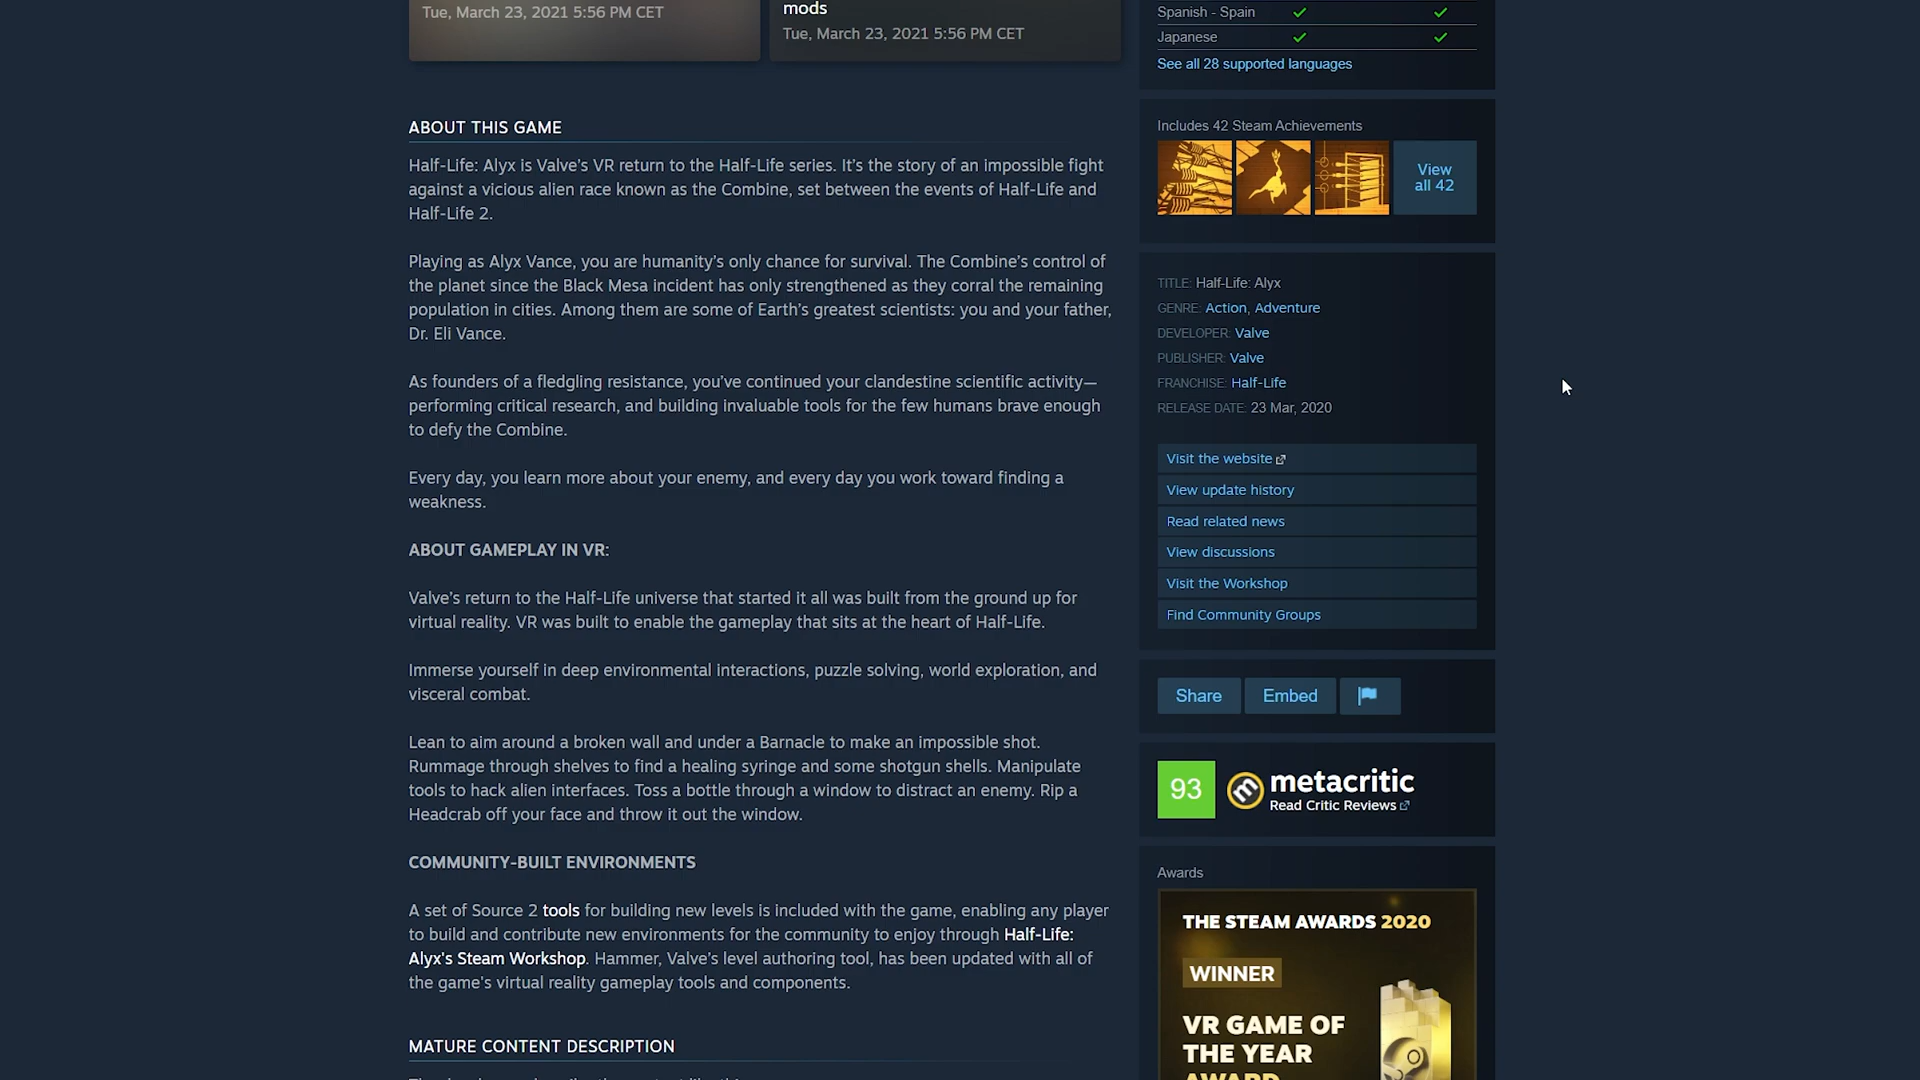 Tue, March 23, 2021 5:56 PM CET
mods
Tue, March 23, 2021 5:56 PM CET
ABOUT THIS GAME
Half-Life: Alyx is Valve's VR return to the Half-Life series. It's the story of an impossible fight
against a vicious alien race known as the Combine, set between the events of Half-Life and
Half-Life 2.
Playing as Alyx Vance, you are humanity's only chance for survival. The Combine's control of
the planet since the Black Mesa incident has only strengthened as they corral the remaining
population in cities. Among them are some of Earth's greatest scientists: you and your father,
Dr. Eli Vance.
As founders of a fledgling resistance, you've continued your clandestine scientific activity—
performing critical research, and building invaluable tools for the few humans brave enough
to defy the Combine.
Every day, you learn more about your enemy, and every day you work toward finding a
weakness.
ABOUT GAMEPLAY IN VR:
Valve's return to the Half-Life universe that started it all was built from the ground up for
virtual reality. VR was built to enable the gameplay that sits at the heart of Half-Life.
Immerse yourself in deep environmental interactions, puzzle solving, world exploration, and
visceral combat.
Lean to aim around a broken wall and under a Barnacle to make an impossible shot.
Rummage through shelves to find a healing syringe and some shotgun shells. Manipulate
tools to hack alien interfaces. Toss a bottle through a window to distract an enemy. Rip a
Headcrab off your face and throw it out the window.
COMMUNITY-BUILT ENVIRONMENTS
A set of Source 2 tools for building new levels is included with the game, enabling any player
to build and contribute new environments for the community to enjoy through Half-Life:
Alyx's Steam Workshop. Hammer, Valve's level authoring tool, has been updated with all of
the game's virtual reality gameplay tools and components.
MATURE CONTENT DESCRIPTION
Spanish - Spain
Japanese
See all 28 supported languages
Includes 42 Steam Achievements
View
all 42
TITLE: Half-Life: Alyx
GENRE: Action, Adventure
DEVELOPER: Valve
PUBLISHER: Valve
FRANCHISE: Half-Life
RELEASE DATE: 23 Mar, 2020
Visit the website
View update history
Read related news
View discussions
Visit the Workshop
Find Community Groups
Share
Embed
93
metacritic
Read Critic Reviews
Awards
THE STEAM AWARDS 2020
WINNER
VR GAME OF
THE YEAR
AWARD